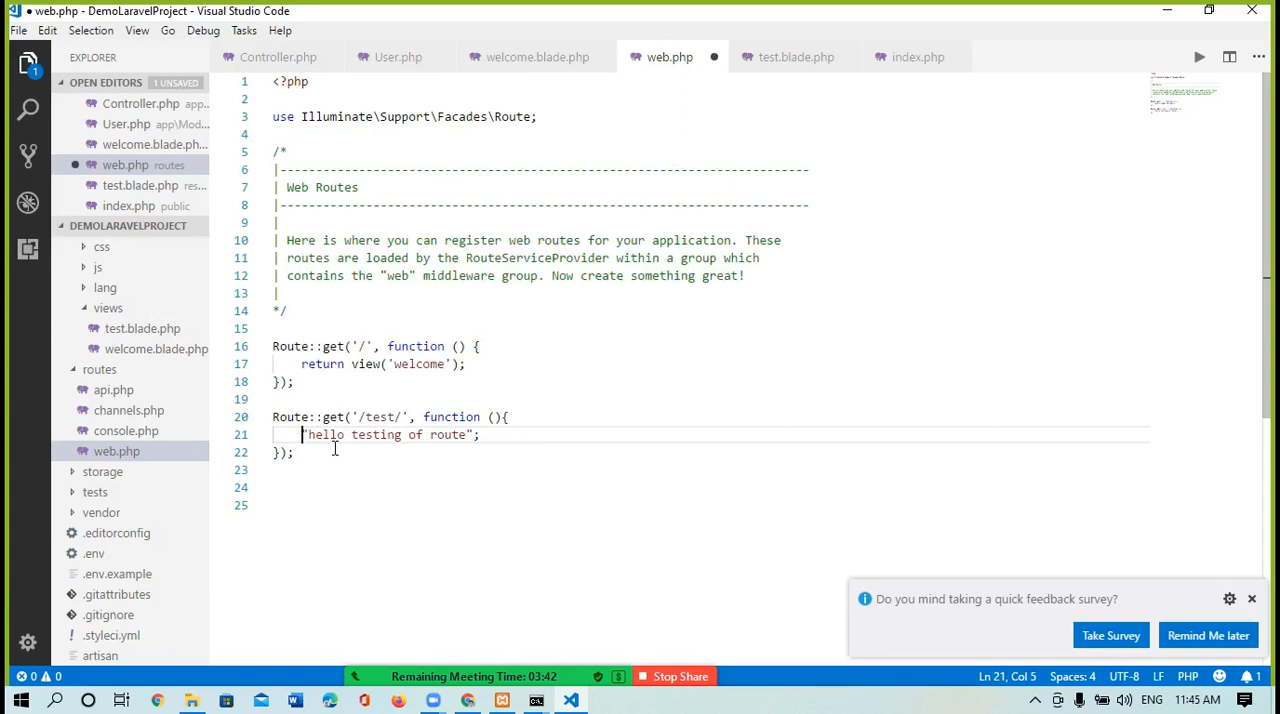 web.php - DemoLaravelProject - Visual Studio Code
File Edit Selection View Go Debug Tasks Help
EXPLORER
Controller.php User.php welcome.blade.php web.php test.blade.php index.php
OPEN EDITORS 1 UNSAVED
Controller.php app...
User.php app\Mod...
welcome.blade.ph...
web.php routes
test.blade.php res...
index.php public
DEMOLARAVELPROJECT
css
js
lang
views
test.blade.php
welcome.blade.php
routes
api.php
channels.php
console.php
web.php
storage
tests
vendor
.editorconfig
.env
.env.example
.gitattributes
.gitignore
.styleci.yml
artisan
1 <?php
2
3 use Illuminate\Support\Facades\Route;
4
5 /*
6 |--------------------------------------------------------------------------
7 | Web Routes
8 |--------------------------------------------------------------------------
9 |
10 | Here is where you can register web routes for your application. These
11 | routes are loaded by the RouteServiceProvider within a group which
12 | contains the "web" middleware group. Now create something great!
13 |
14 */
15
16 Route::get('/', function () {
17 return view('welcome');
18 });
19
20 Route::get('/test/', function (){
21 "hello testing of route";
22 });
23
24
25
Do you mind taking a quick feedback survey?
Take Survey Remind Me later
0 0 Remaining Meeting Time: 03:42 $ Stop Share Ln 21, Col 5 Spaces: 4 UTF-8 LF PHP 1
ENG 11:45 AM